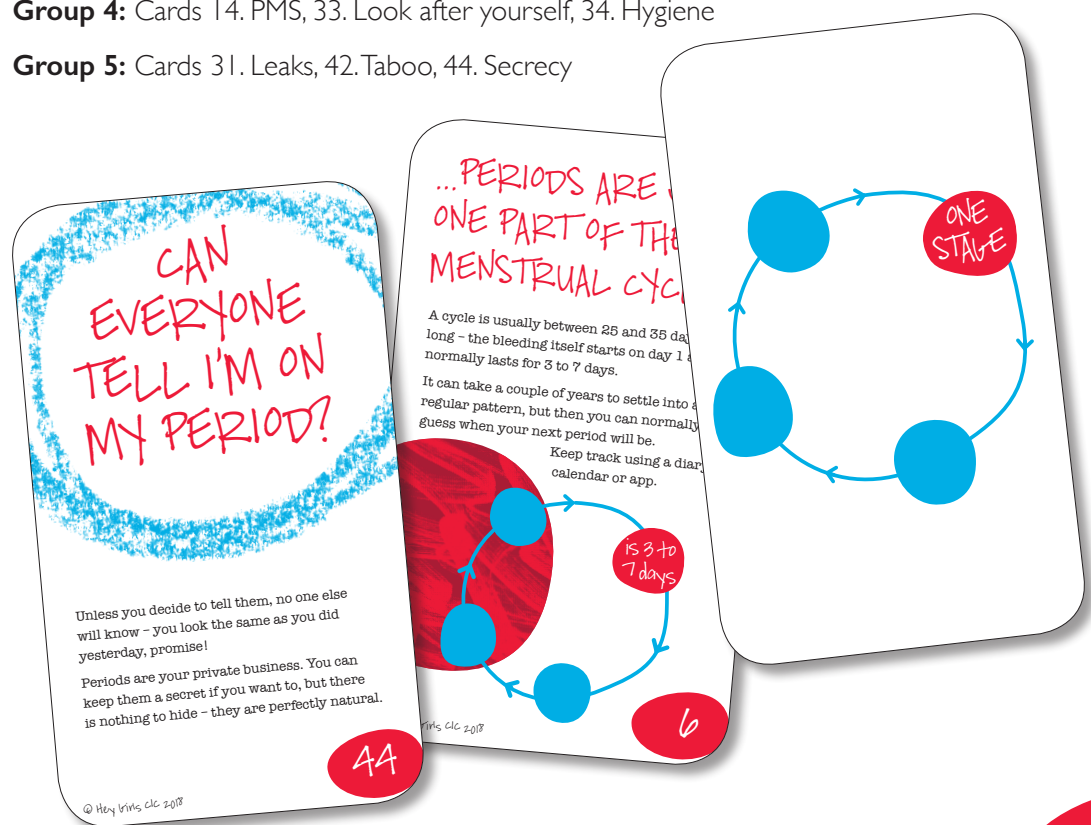 Group 4: Cards 14. PMS, 33. Look after yourself, 34. Hygiene
Group 5: Cards 31. Leaks, 42. Taboo, 44. Secrecy
CAN
EVERYONE
TELL I'M ON
MY PERIOD?
Unless you decide to tell them, no one else
will know – you look the same as you did
yesterday, promise!
Periods are your private business. You can
keep them a secret if you want to, but there
is nothing to hide – they are perfectly natural.
44
© Hey Girls CIC 2018
...PERIODS ARE
ONE PART OF THE
MENSTRUAL CYC
A cycle is usually between 25 and 35 da
long – the bleeding itself starts on day 1
normally lasts for 3 to 7 days.
It can take a couple of years to settle into a
regular pattern, but then you can normally
guess when your next period will be.
Keep track using a diar
calendar or app.
is 3 to
7 days
6
Girls CIC 2018
ONE
STAGE